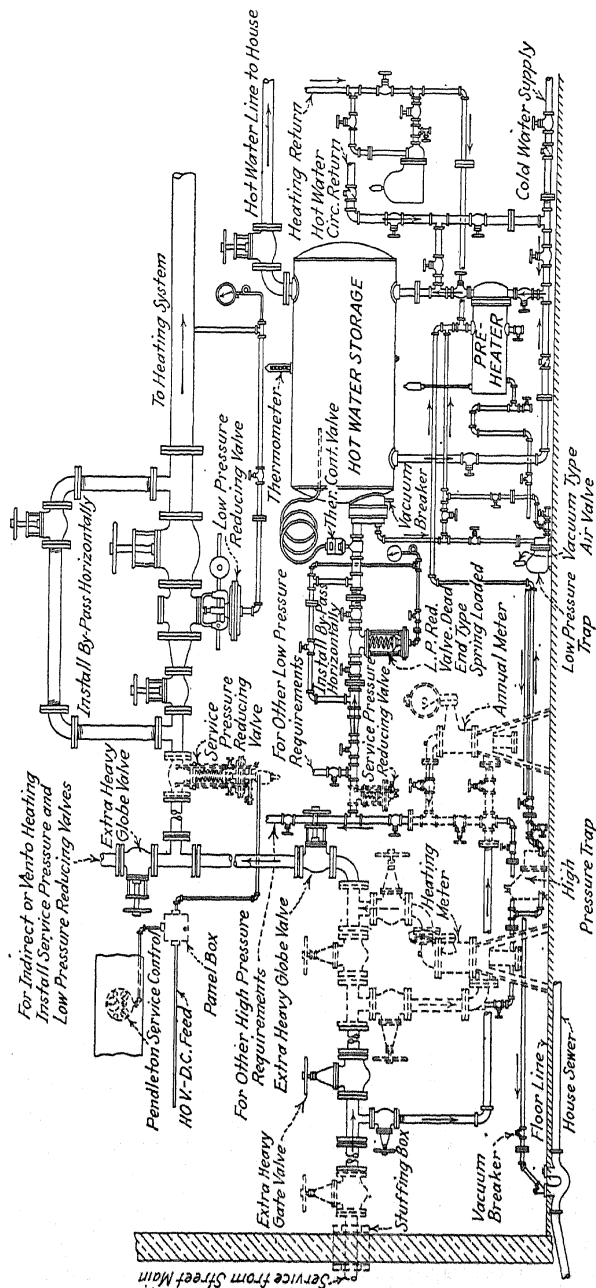 Service from Street Main
Stuffing Box
Extra Heavy
Gate Valve
For Other High Pressure
Requirements
Extra Heavy Globe Valve
Pendleton Service Control
Panel Box
110 V.-D.C. Feed
For Indirect or Vento Heating
Install Service Pressure and
Low Pressure Reducing Valves
Extra Heavy
Globe Valve
Service
Pressure
Reducing
Valve
Install By-Pass Horizontally
To Heating System
Low Pressure
Reducing Valve
Hot Water Line to House
Thermometer
Ther. Cont. Valve
HOT WATER STORAGE
Vacuum
Breaker
For Other Low Pressure
Requirements
Install By-Pass
Horizontally
Service Pressure
Reducing Valve
L. P. Red.
Valve. Dead
End Type
Spring Loaded
Annual Meter
Heating
Meter
Heating Return
Hot Water
Circ. Return
PRE-
HEATER
Cold Water Supply
Vacuum Type
Air Valve
Low Pressure
Trap
High
Pressure Trap
Vacuum
Breaker
Floor Line
House Sewer